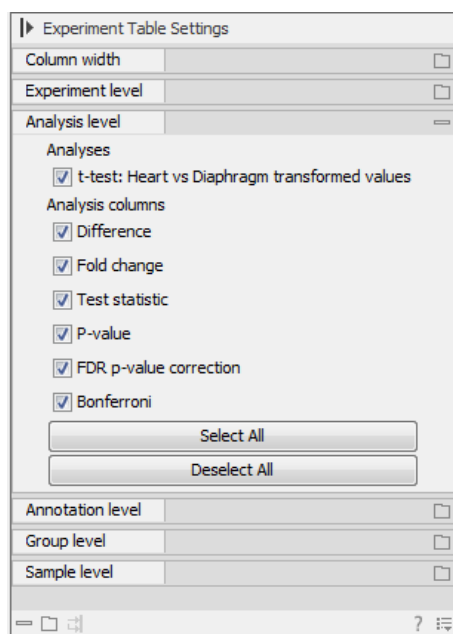 Experiment Table Settings
Column width
Experiment level
Analysis level
Analyses
t-test: Heart vs Diaphragm transformed values
Analysis columns
Difference
Fold change
Test statistic
P-value
FDR p-value correction
Bonferroni
Select All
Deselect All
Annotation level
Group level
Sample level
?